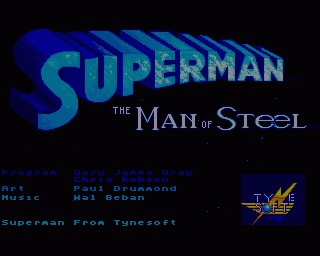 SUPERMAN
THE MAN OF STEEL
Program Gary James Gray
Chris Robson
Art Paul Drummond
Music Wal Beban
Superman From Tynesoft
TYNE
SOFT